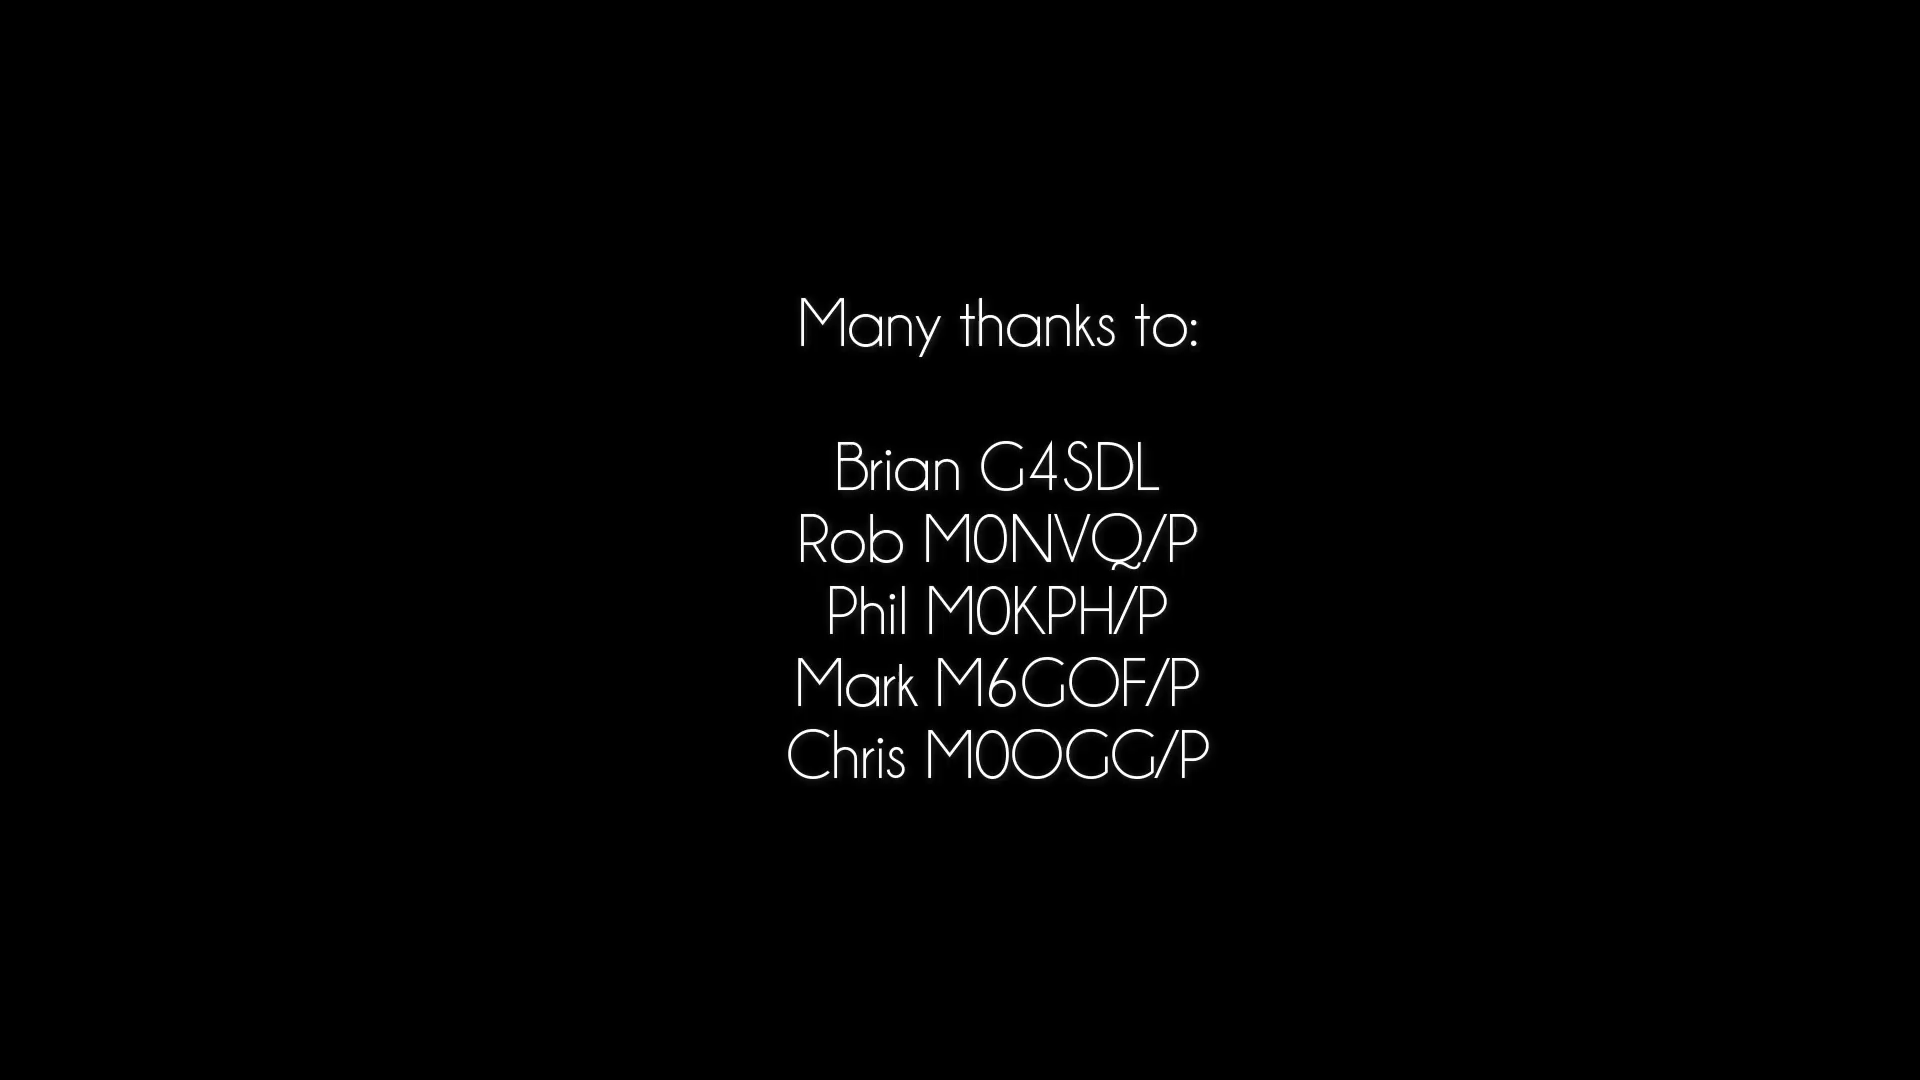 Many thanks to:
Brian G4SDL
Rob M0NVQ/P
Phil M0KPH/P
Mark M6GOF/P
Chris M0OGG/P